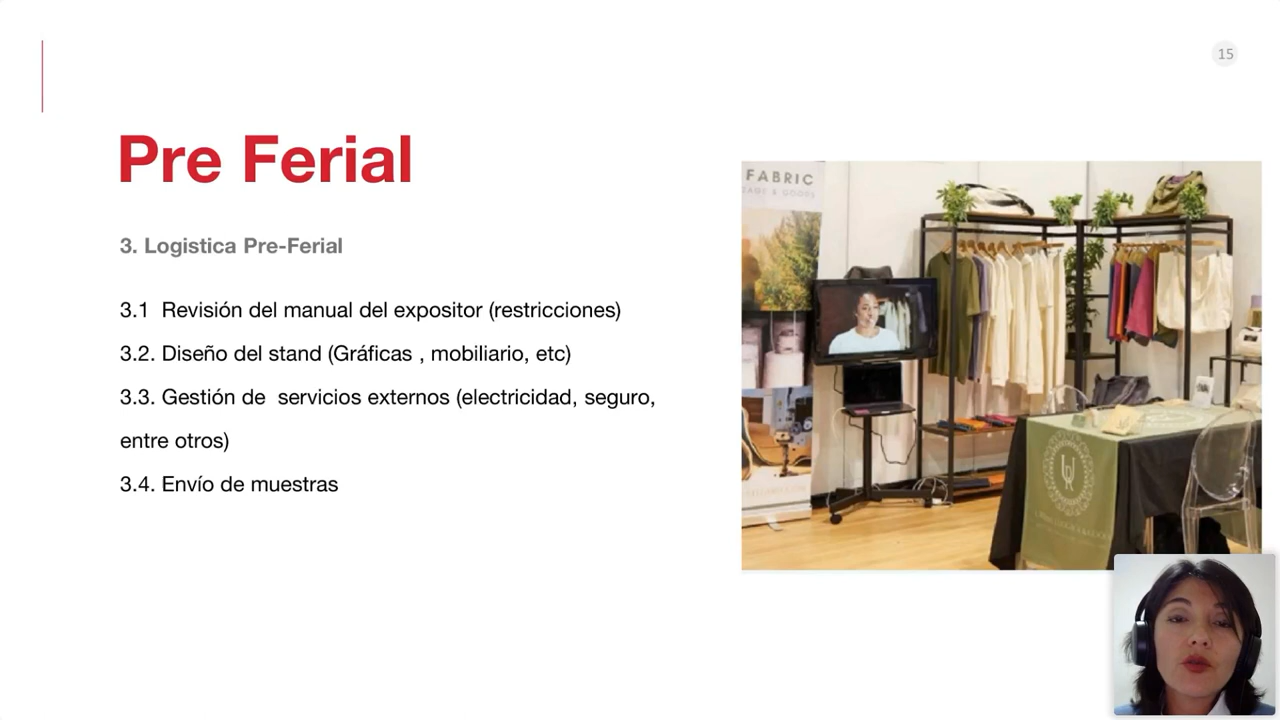 15
Pre Ferial
3. Logistica Pre-Ferial
3.1  Revisión del manual del expositor (restricciones)
3.2. Diseño del stand (Gráficas , mobiliario, etc)
3.3. Gestión de  servicios externos (electricidad, seguro,
entre otros)
3.4. Envío de muestras
FABRIC
& GOODS